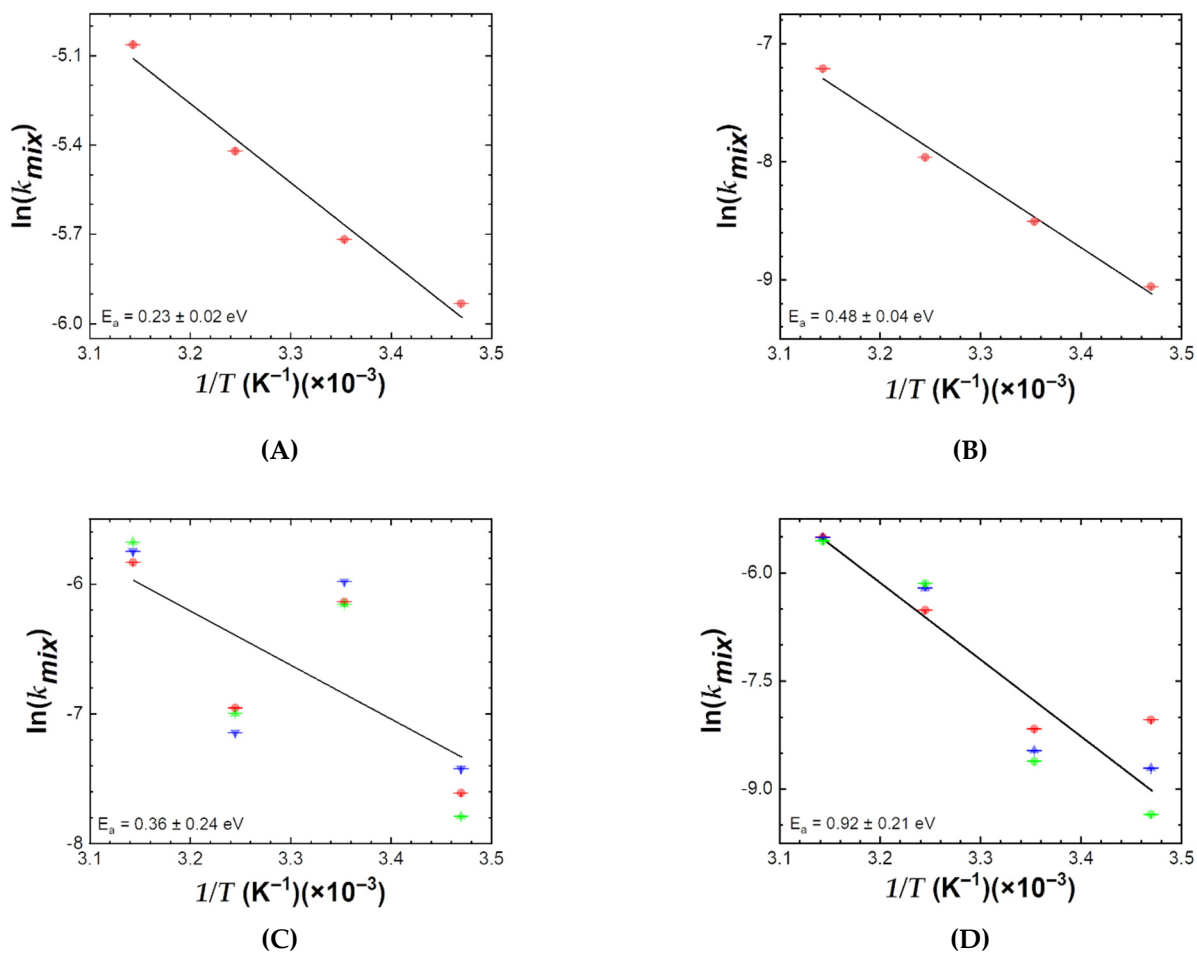 -5.1
-5.4
-5.7
-6.0
ln(kmix)
Ea = 0.23 ± 0.02 eV
3.1 3.2 3.3 3.4 3.5
1/T (K−1)(×10−3)
(A)
-7
-8
-9
ln(kmix)
Ea = 0.48 ± 0.04 eV
3.1 3.2 3.3 3.4 3.5
1/T (K−1)(×10−3)
(B)
-6
-7
-8
ln(kmix)
Ea = 0.36 ± 0.24 eV
3.1 3.2 3.3 3.4 3.5
1/T (K−1)(×10−3)
(C)
-6.0
-7.5
-9.0
ln(kmix)
Ea = 0.92 ± 0.21 eV
3.1 3.2 3.3 3.4 3.5
1/T (K−1)(×10−3)
(D)